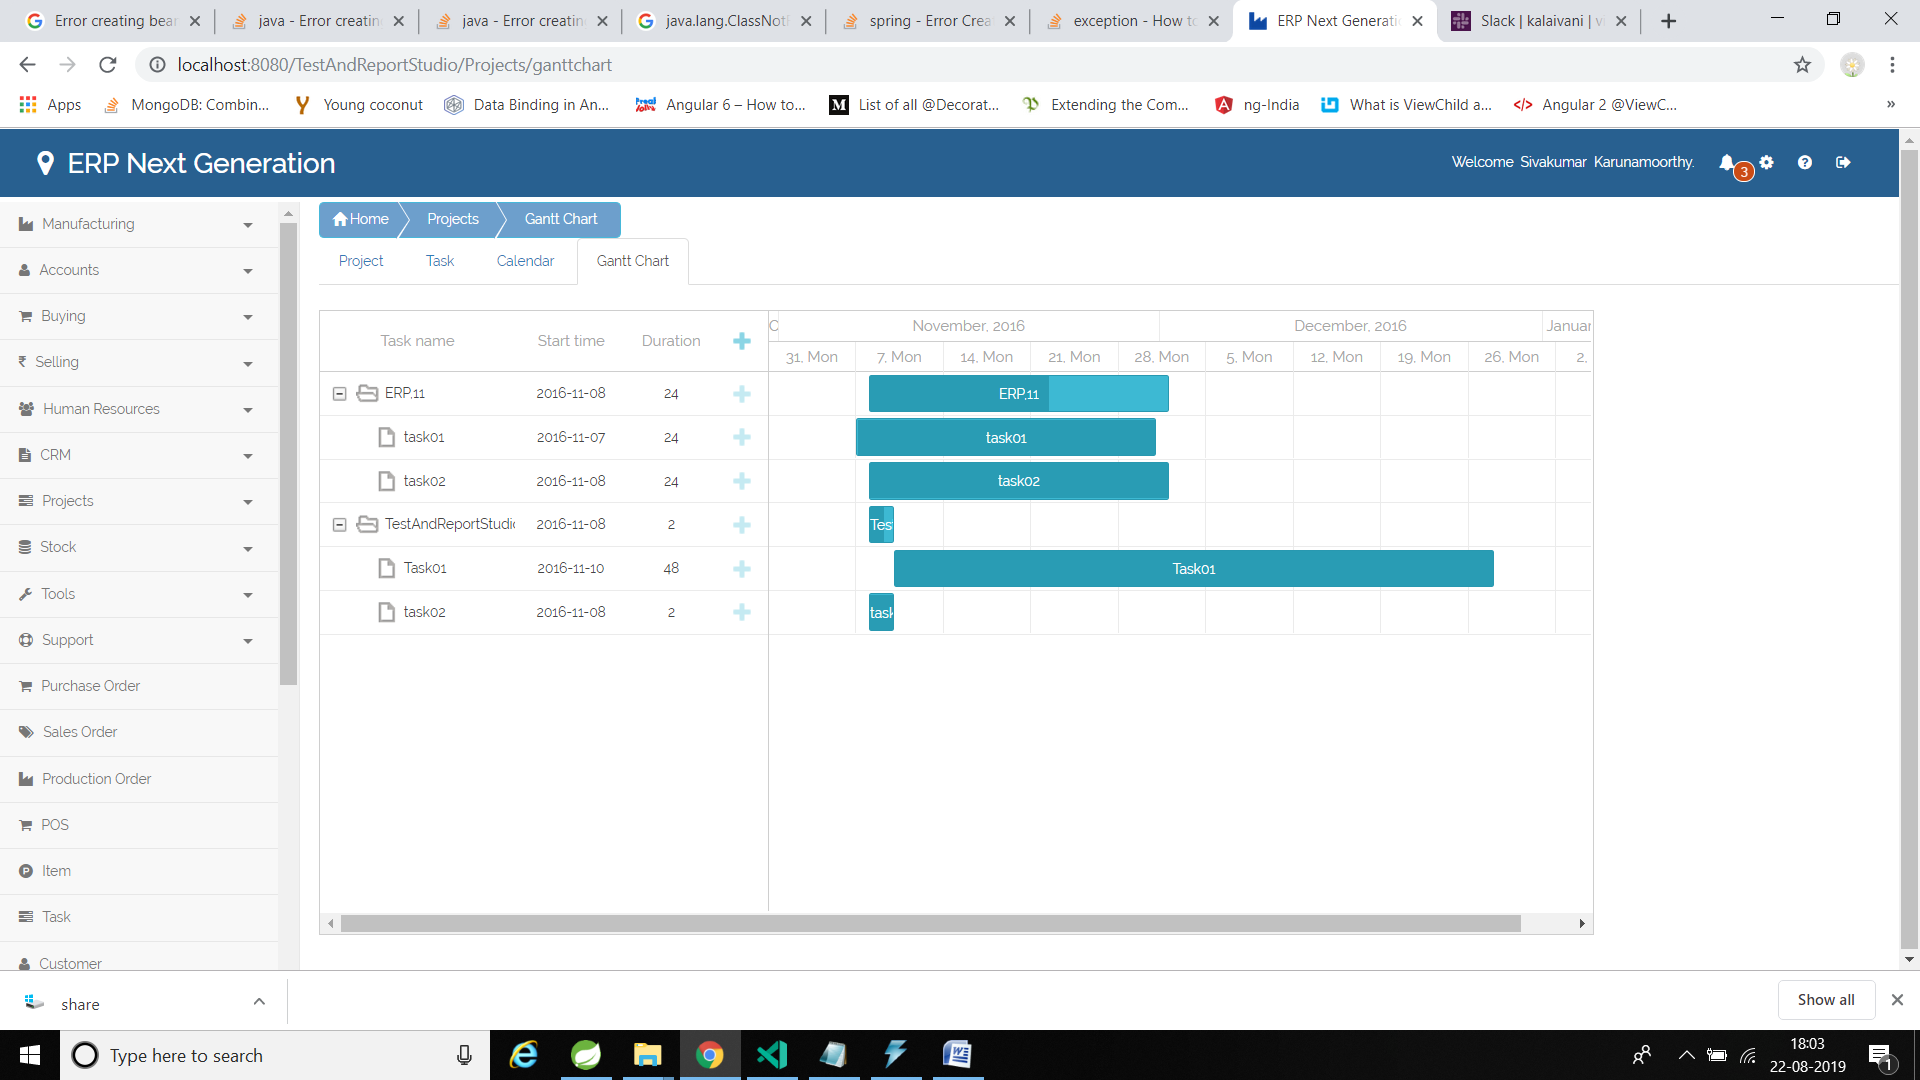 Error creating bear
java - Error creatin
java - Error creatin
java.lang.ClassNotF
spring - Error Crea
exception - How to
ERP Next Generati
Slack | kalaivani | vi
localhost:8080/TestAndReportStudio/Projects/ganttchart
Apps
MongoDB: Combin...
Young coconut
Data Binding in An...
Angular 6 – How to...
List of all @Decorat...
Extending the Com...
ng-India
What is ViewChild a...
Angular 2 @ViewC...
»
ERP Next Generation
Welcome Sivakumar Karunamoorthy.
3
Manufacturing
Accounts
Buying
Selling
Human Resources
CRM
Projects
Stock
Tools
Support
Purchase Order
Sales Order
Production Order
POS
Item
Task
Customer
Home Projects Gantt Chart
Project Task Calendar Gantt Chart
Task name Start time Duration
November, 2016 December, 2016 Januar
31, Mon 7, Mon 14, Mon 21, Mon 28, Mon 5, Mon 12, Mon 19, Mon 26, Mon 2,
ERP.11 2016-11-08 24 ERP.11
task01 2016-11-07 24 task01
task02 2016-11-08 24 task02
TestAndReportStudio 2016-11-08 2 Tes
Task01 2016-11-10 48 Task01
task02 2016-11-08 2 task
share
Show all
Type here to search
18:03
22-08-2019
1